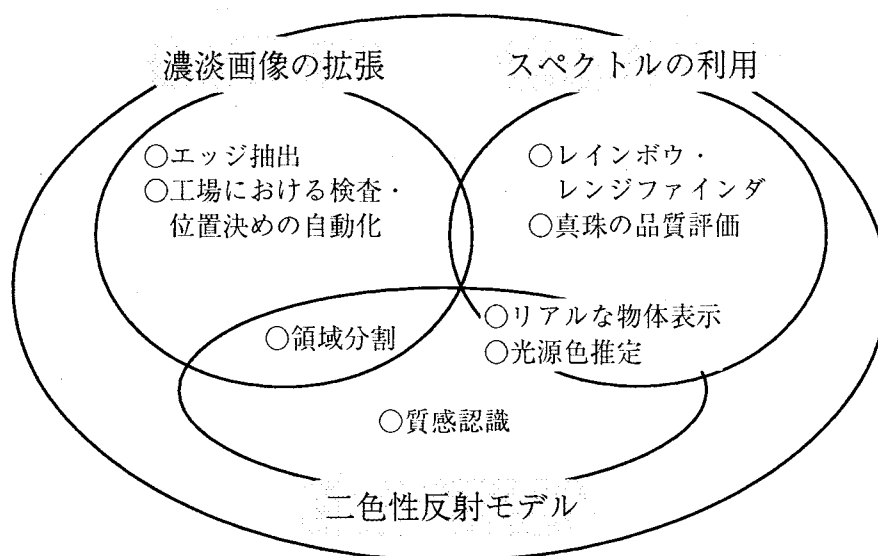 濃淡画像の拡張
スペクトルの利用
○エッジ抽出
○工場における検査・
位置決めの自動化
○レインボウ・
レンジファインダ
○真珠の品質評価
○領域分割
○リアルな物体表示
○光源色推定
○質感認識
二色性反射モデル